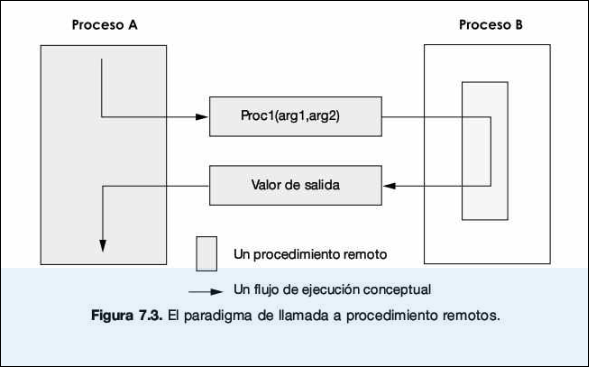 Proceso A
Proceso B
Proc1(arg1,arg2)
Valor de salida
Un procedimiento remoto
Un flujo de ejecución conceptual
Figura 7.3. El paradigma de llamada a procedimiento remotos.